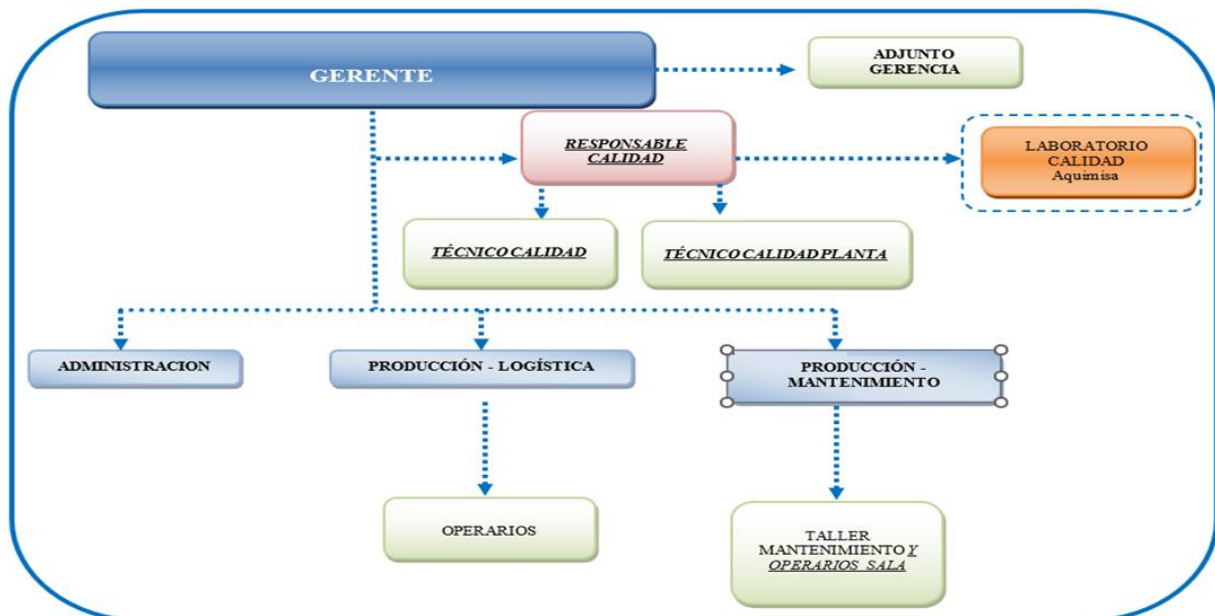 GERENTE
ADJUNTO
GERENCIA
RESPONSABLE
CALIDAD
LABORATORIO
CALIDAD
Aquimisa
TÉCNICO CALIDAD
TÉCNICO CALIDAD PLANTA
ADMINISTRACION
PRODUCCIÓN - LOGÍSTICA
PRODUCCIÓN -
MANTENIMIENTO
OPERARIOS
TALLER
MANTENIMIENTO Y
OPERARIOS SALA